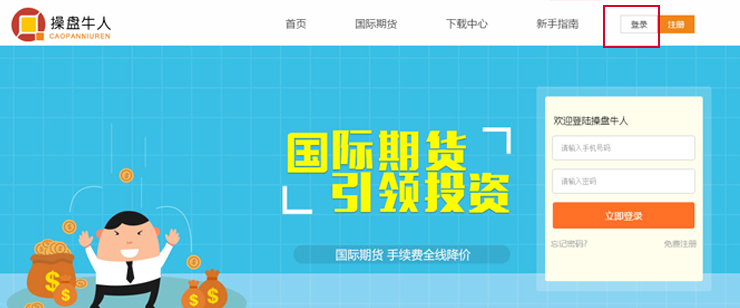 操盘牛人
CAOPANNIUREN
首页 国际期货 下载中心 新手指南 登录 注册
欢迎登陆操盘牛人
请输入手机号码
请输入密码
立即登录
忘记密码? 免费注册
国际期货
引领投资
国际期货 手续费全线降价
$
$
$